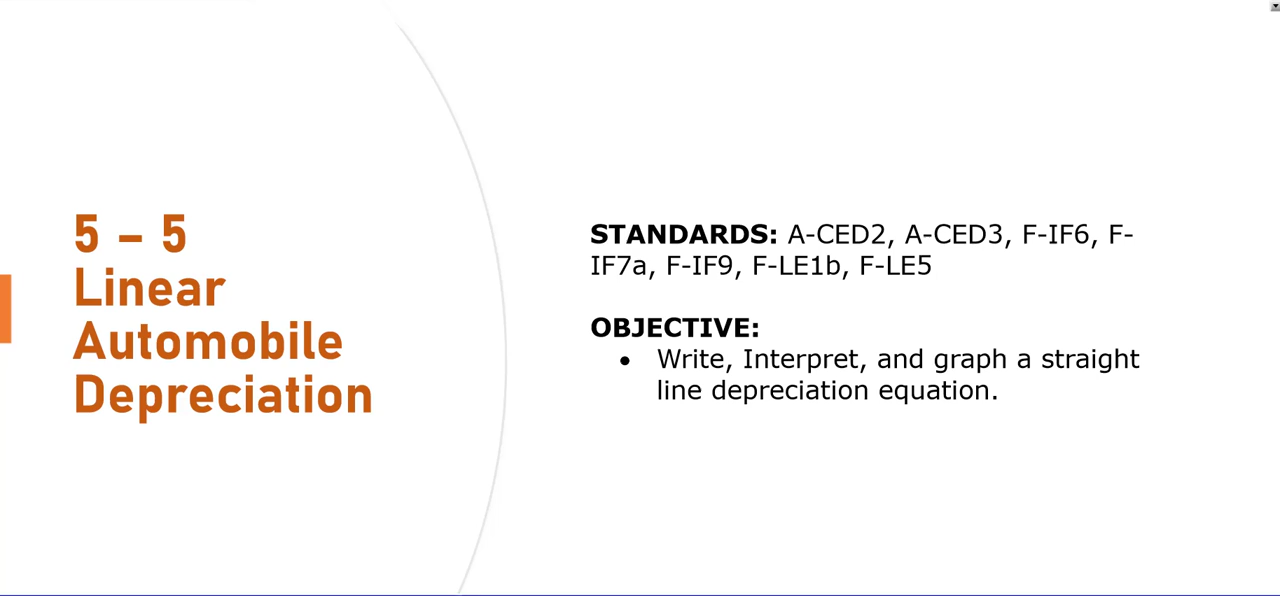 5 – 5
Linear
Automobile
Depreciation
STANDARDS: A-CED2, A-CED3, F-IF6, F-
IF7a, F-IF9, F-LE1b, F-LE5
OBJECTIVE:
• Write, Interpret, and graph a straight
line depreciation equation.